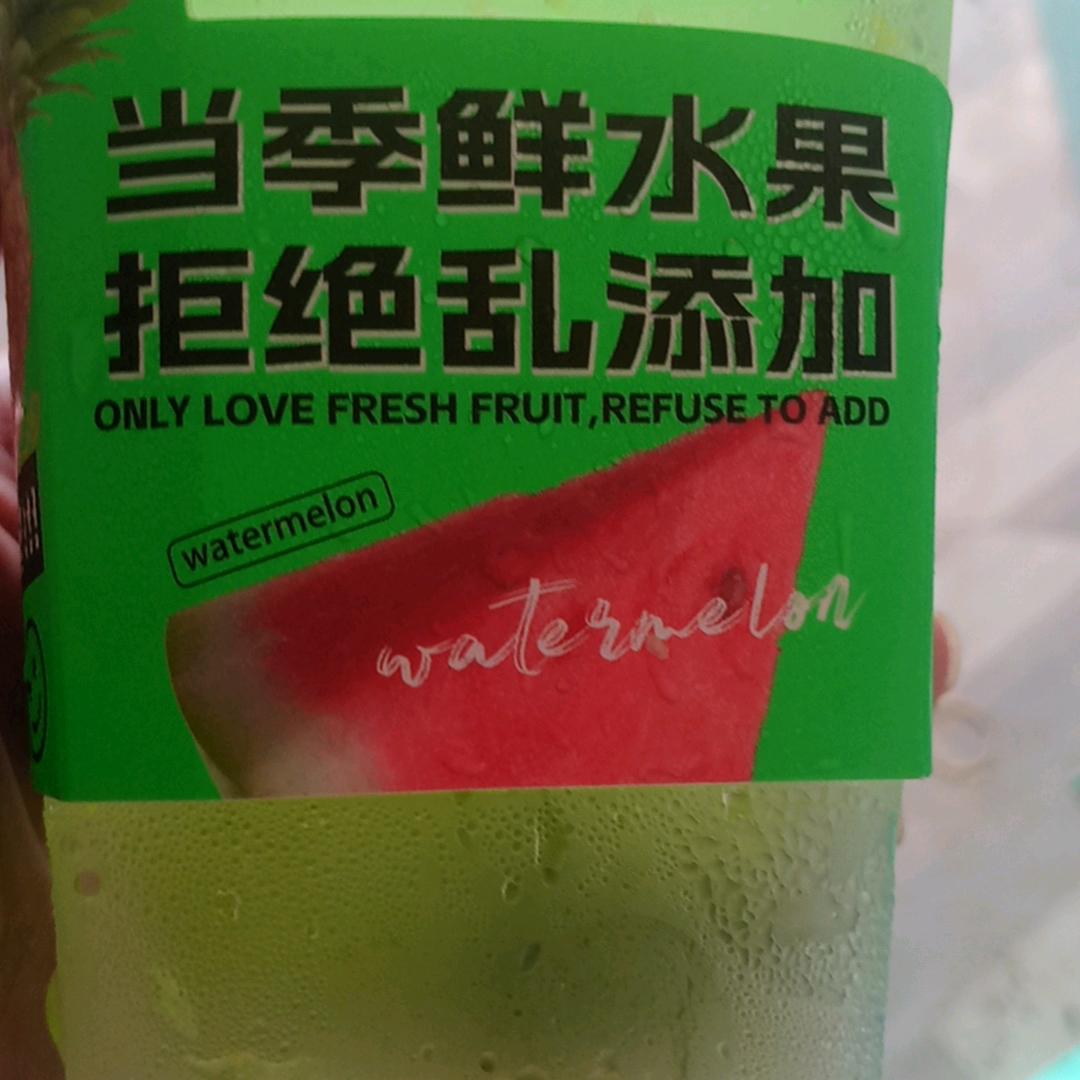 当季鲜水果
拒绝乱添加
ONLY LOVE FRESH FRUIT,REFUSE TO ADD
watermelon
watermelon